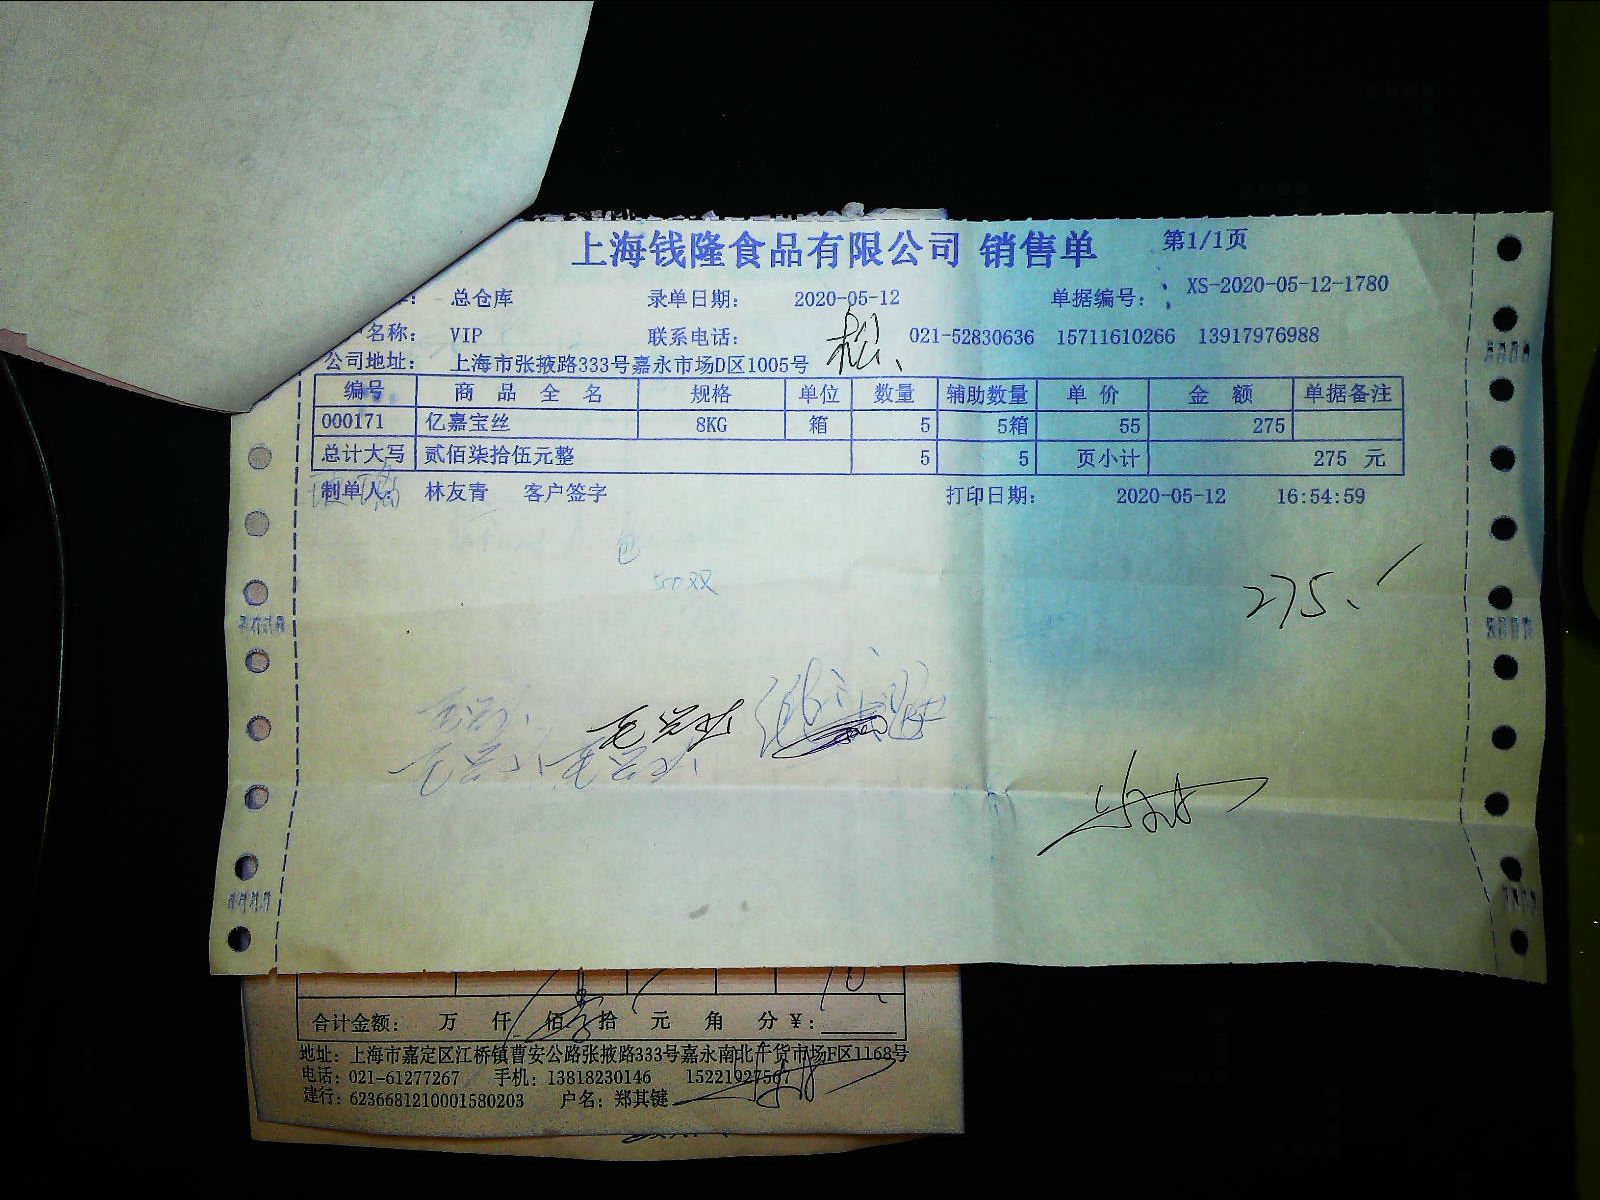 上海钱隆食品有限公司 销售单 第1/1页
总仓库 录单日期: 2020-05-12 单据编号: XS-2020-05-12-1780
名称: VIP 联系电话: 021-52830636 15711610266 13917976988
公司地址: 上海市张掖路333号嘉永市场D区1005号
编号 商品全名 规格 单位 数量 辅助数量 单价 金额 单据备注
000171 亿嘉宝丝 8KG 箱 5 5箱 55 275
总计大写 贰佰柒拾伍元整 5 5 页小计 275 元
制单人: 林友青 客户签字 打印日期: 2020-05-12 16:54:59
包
500双
275.
合计金额: 万 仟 佰 拾 元 角 分 ¥:
地址: 上海市嘉定区江桥镇曹安公路张掖路333号嘉永南北干货市场F区1168号
电话: 021-61277267 手机: 13818230146 15221927567
建行: 6236681210001580203 户名: 郑其键